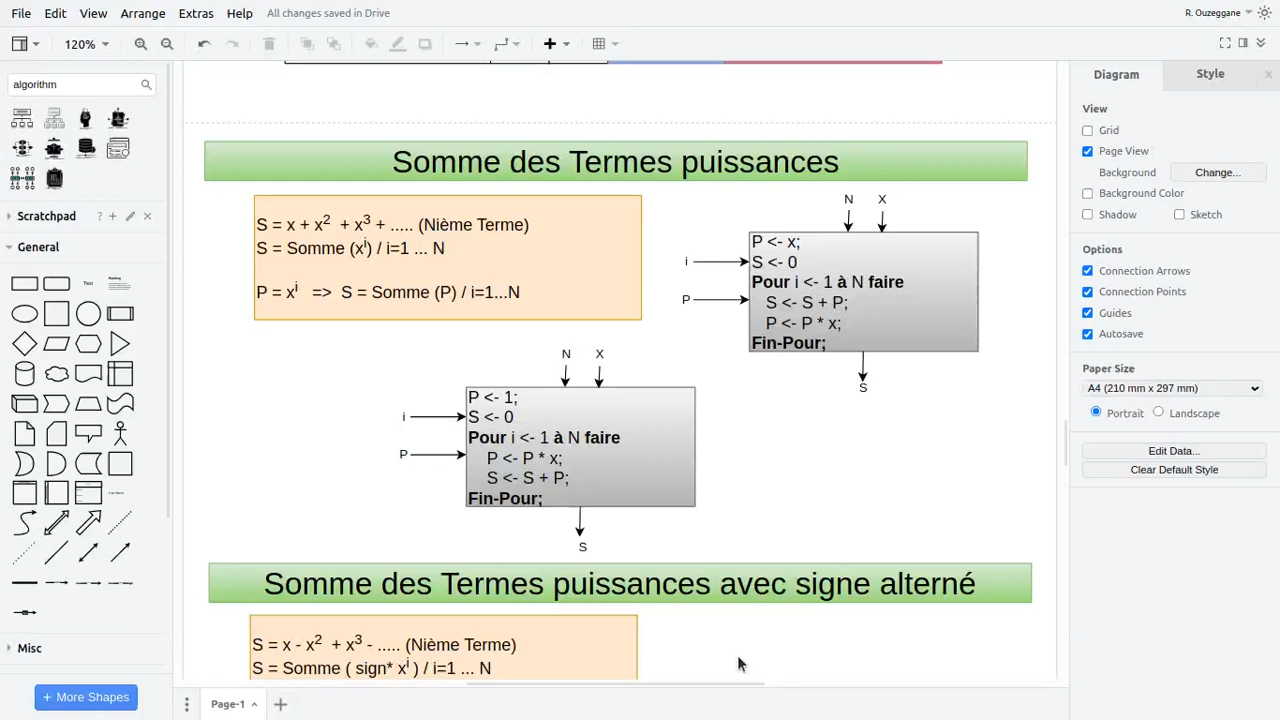 File Edit View Arrange Extras Help All changes saved in Drive
R. Ouzeggane
120%
algorithm
Scratchpad
?
General
Text
Heading
Misc
+ More Shapes
Page-1
Somme des Termes puissances
S = x + x² + x³ + ..... (Nième Terme)
S = Somme (xⁱ) / i=1 ... N
P = xⁱ => S = Somme (P) / i=1...N
N X
i
P
P <- x;
S <- 0
Pour i <- 1 à N faire
S <- S + P;
P <- P * x;
Fin-Pour;
S
N X
i
P
P <- 1;
S <- 0
Pour i <- 1 à N faire
P <- P * x;
S <- S + P;
Fin-Pour;
S
Somme des Termes puissances avec signe alterné
S = x - x² + x³ - ..... (Nième Terme)
S = Somme ( sign* xⁱ ) / i=1 ... N
Diagram Style
View
Grid
Page View
Background Change...
Background Color
Shadow Sketch
Options
Connection Arrows
Connection Points
Guides
Autosave
Paper Size
A4 (210 mm x 297 mm)
Portrait Landscape
Edit Data...
Clear Default Style